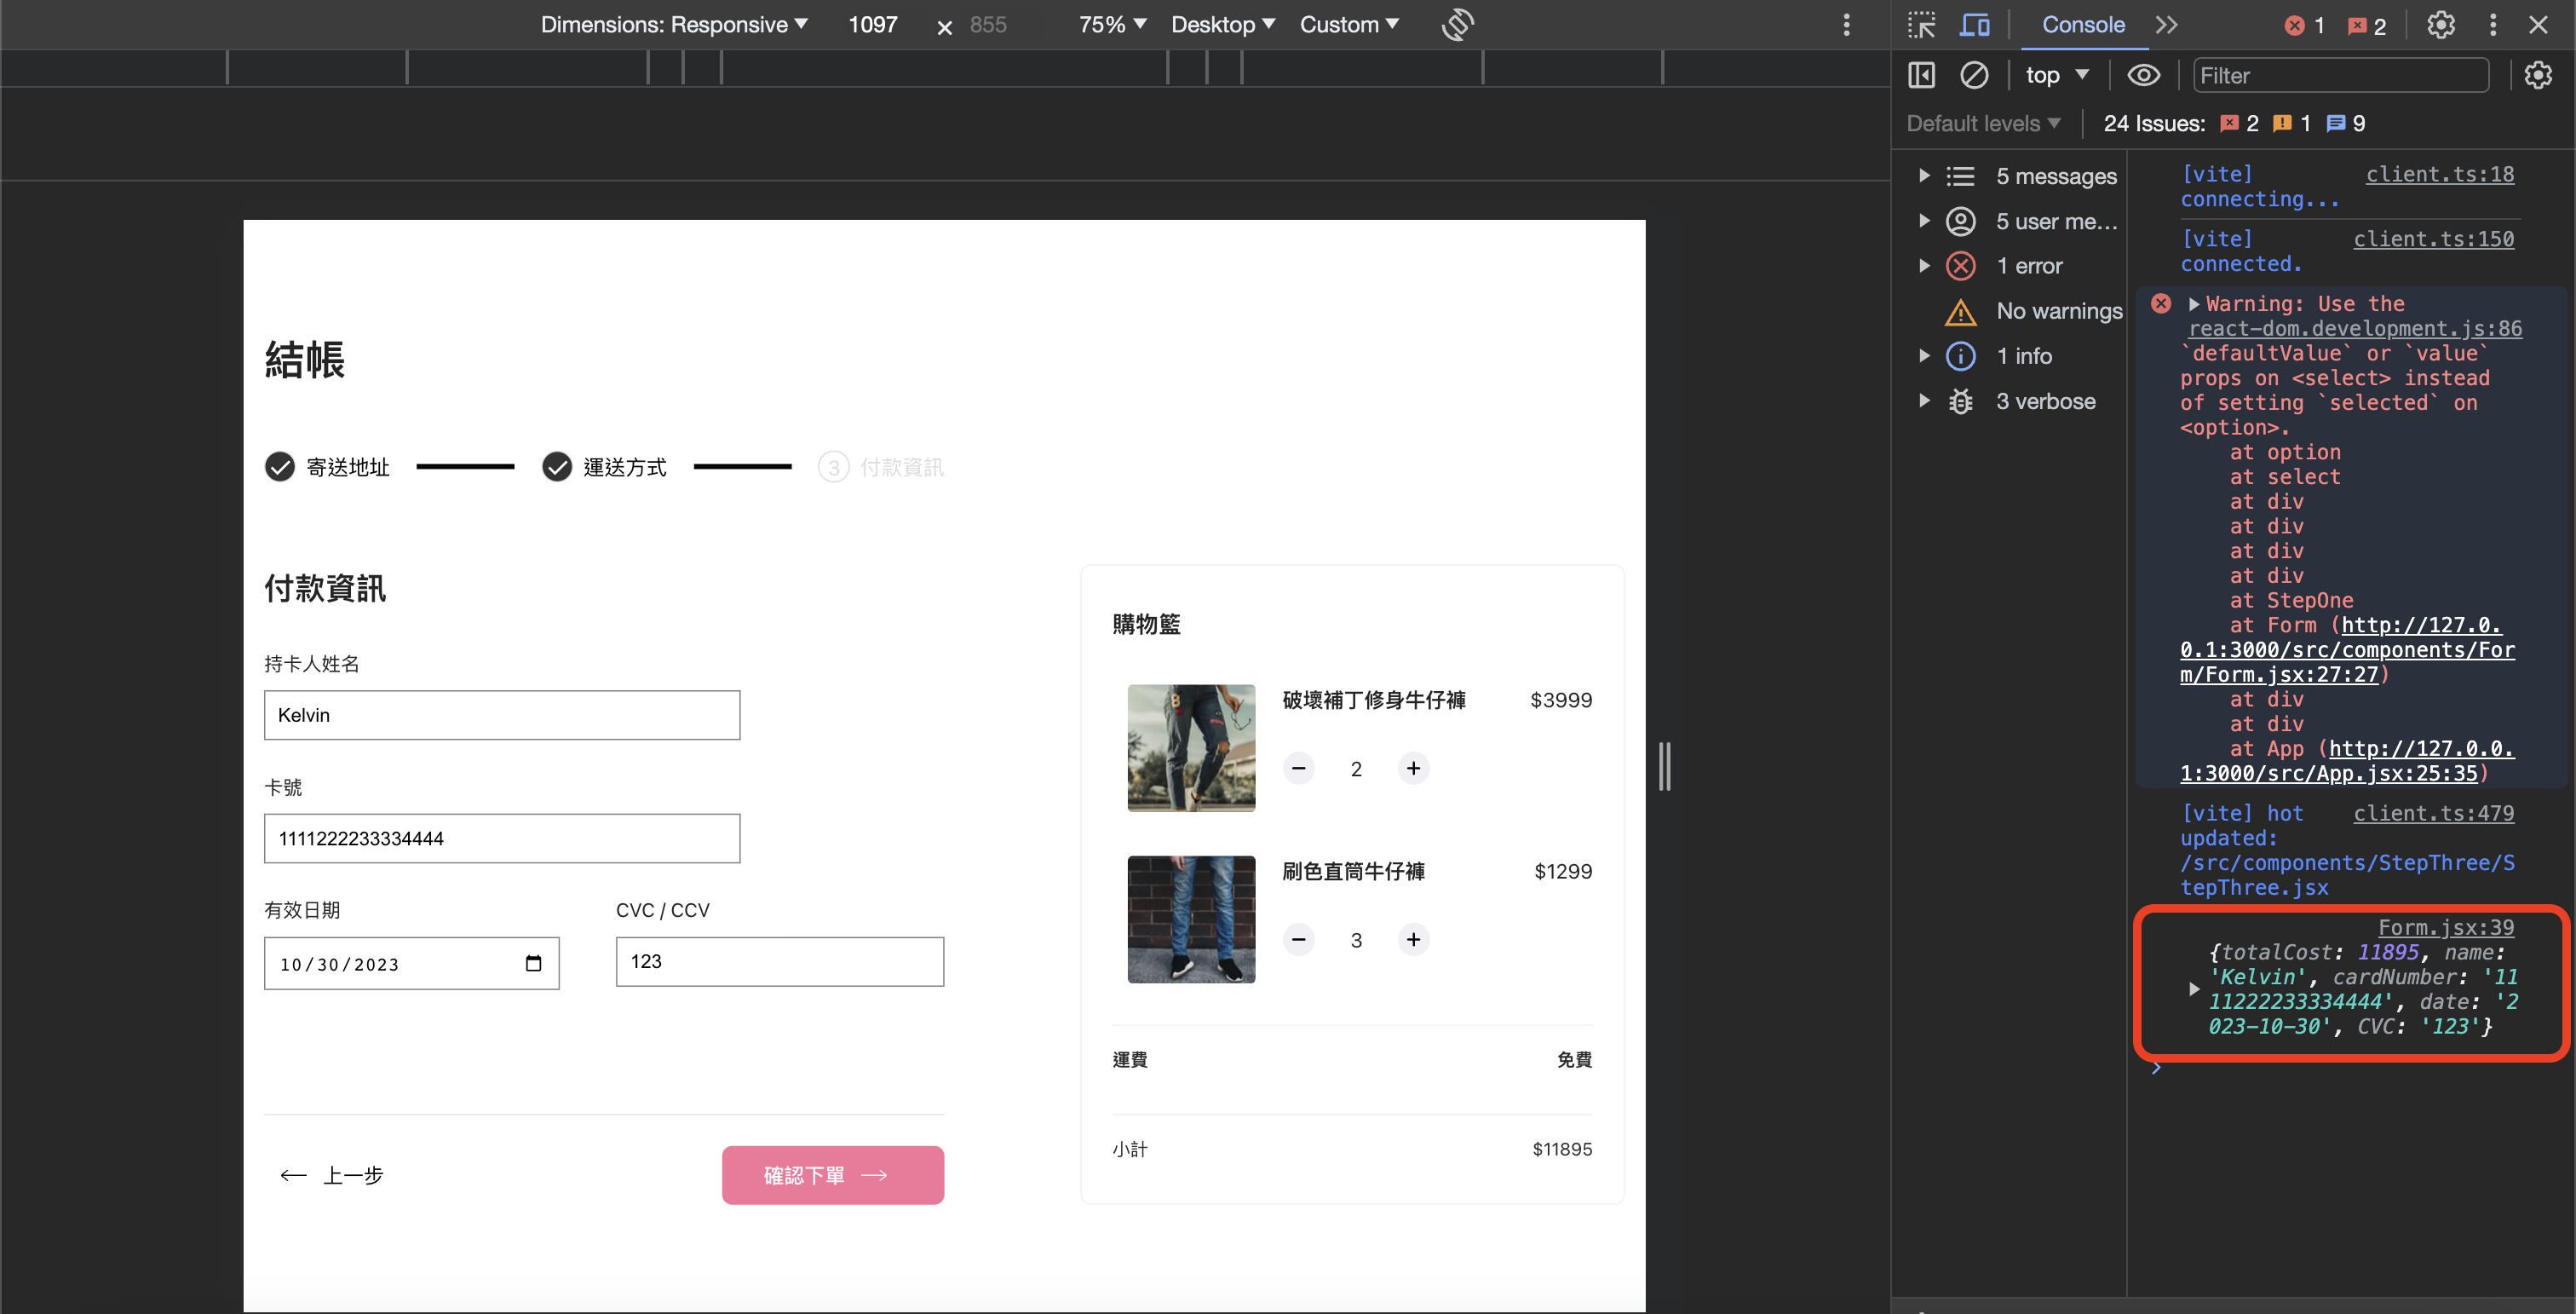 Dimensions: Responsive 1097 × 855 75% Desktop Custom
Console 1 2
top Filter
Default levels 24 Issues: 2 1 9
5 messages
5 user me...
1 error
No warnings
1 info
3 verbose
[vite] client.ts:18
connecting...
[vite] client.ts:150
connected.
Warning: Use the
react-dom.development.js:86
`defaultValue` or `value`
props on <select> instead
of setting `selected` on
<option>.
at option
at select
at div
at div
at div
at div
at StepOne
at Form (http://127.0.
0.1:3000/src/components/For
m/Form.jsx:27:27)
at div
at div
at App (http://127.0.0.
1:3000/src/App.jsx:25:35)
[vite] hot client.ts:479
updated:
/src/components/StepThree/S
tepThree.jsx
Form.jsx:39
{totalCost: 11895, name:
'Kelvin', cardNumber: '11
11222233334444', date: '2
023-10-30', CVC: '123'}
結帳
寄送地址 運送方式 3 付款資訊
付款資訊
持卡人姓名
Kelvin
卡號
1111222233334444
有效日期 CVC / CCV
10/30/2023 123
上一步 確認下單
購物籃
破壞補丁修身牛仔褲 $3999
2
刷色直筒牛仔褲 $1299
3
運費 免費
小計 $11895